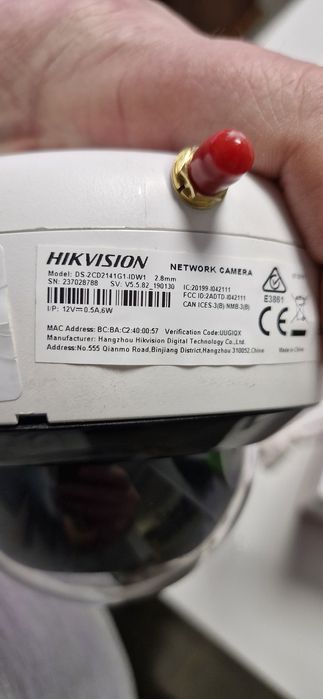 HIKVISION NETWORK CAMERA
Model: DS-2CD2141G1-IDW1 2.8mm
SN: 237028788 SV: V5.5.82_190130
IC:20199-I042111
FCC ID:2ADTD-I042111
CAN ICES-3(B)/NMB-3(B)
E3861
CE
I/P: 12V⎓0.5A,6W
MAC Address: BC:BA:C2:40:00:57 Verification Code:UUGIQX
Manufacturer: Hangzhou Hikvision Digital Technology Co.,Ltd.
Address:No.555 Qianmo Road,Binjiang District,Hangzhou 310052,China
Made in China